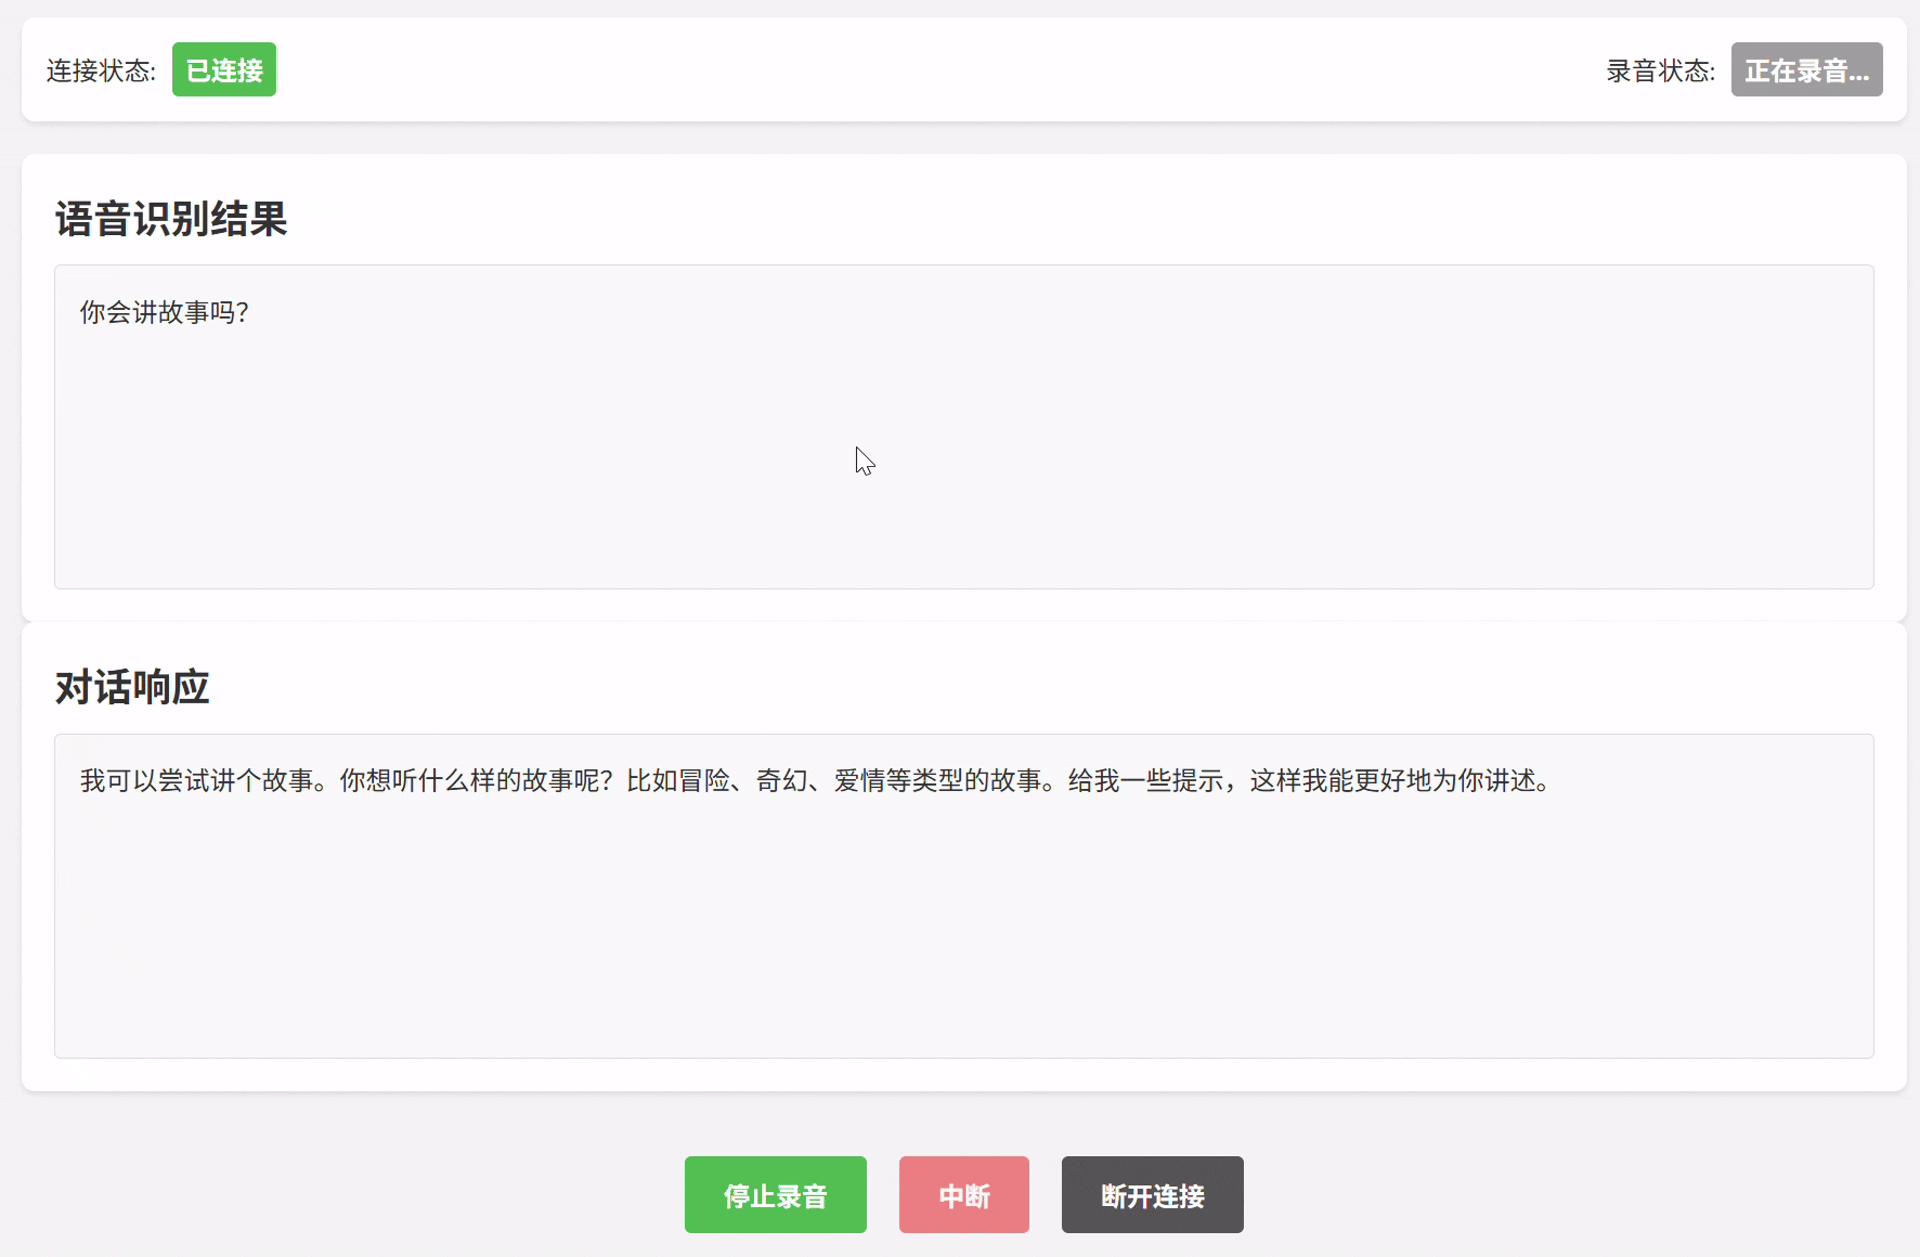 连接状态: 已连接 录音状态: 正在录音...
语音识别结果
你会讲故事吗？
对话响应
我可以尝试讲个故事。你想听什么样的故事呢？比如冒险、奇幻、爱情等类型的故事。给我一些提示，这样我能更好地为你讲述。
停止录音 中断 断开连接